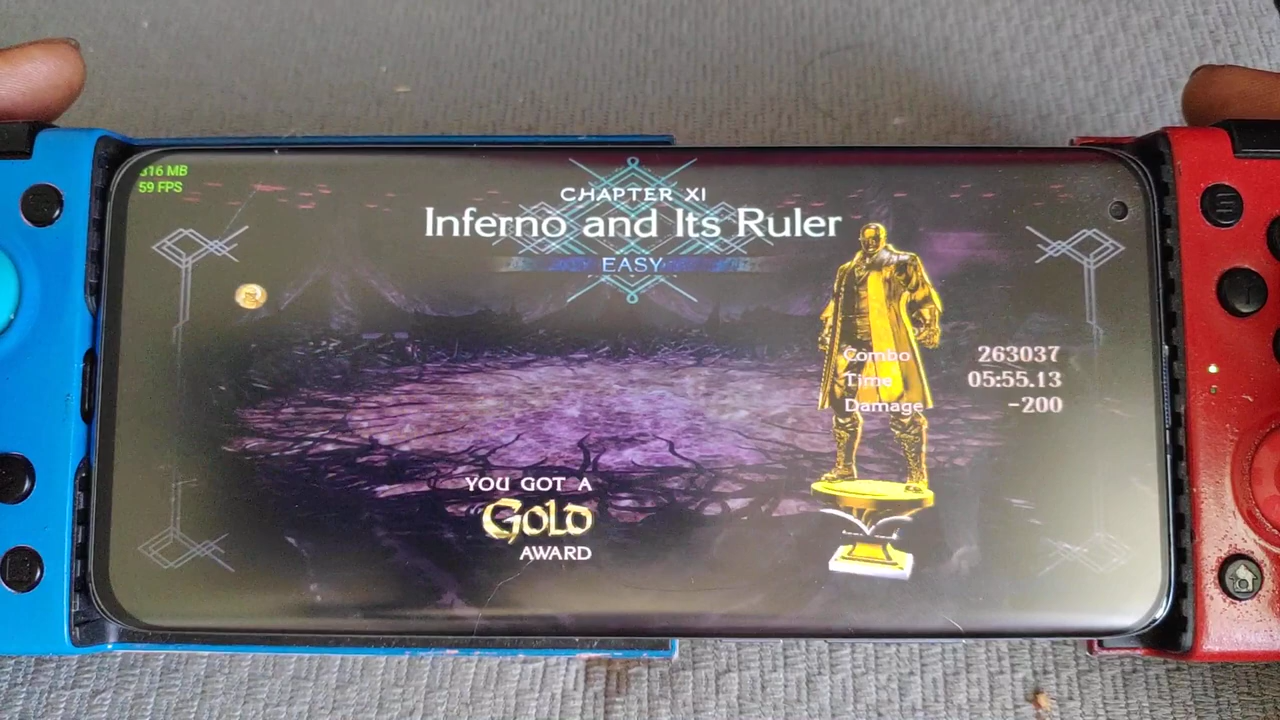 316 MB
59 FPS
CHAPTER XI
Inferno and Its Ruler
EASY
Combo 263037
Time 05:55.13
Damage -200
YOU GOT A
GOLD
AWARD